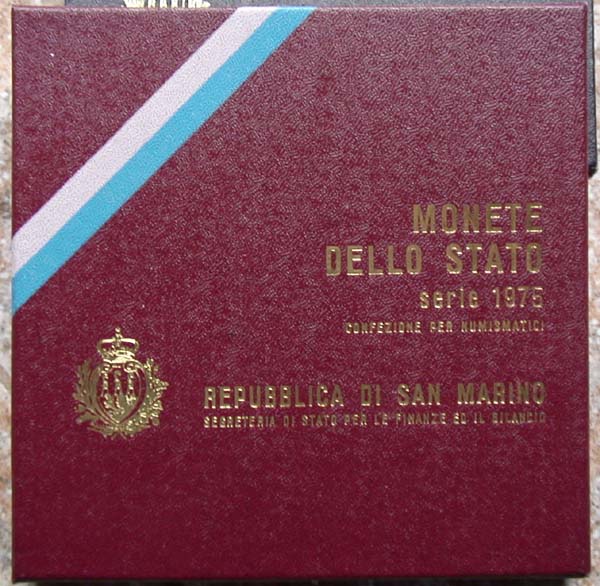 MONETE
DELLO STATO
serie 1975
CONFEZIONE PER NUMISMATICI
REPUBBLICA DI SAN MARINO
SEGRETERIA DI STATO PER LE FINANZE ED IL BILANCIO